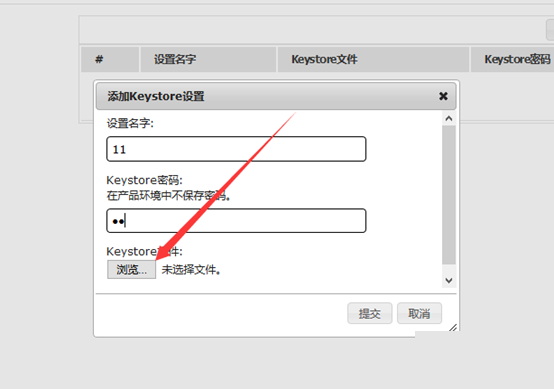 # 设置名字 Keystore文件 Keystore密码
添加Keystore设置
设置名字:
11
Keystore密码:
在产品环境中不保存密码。
●●
Keystore文件:
浏览... 未选择文件。
提交 取消